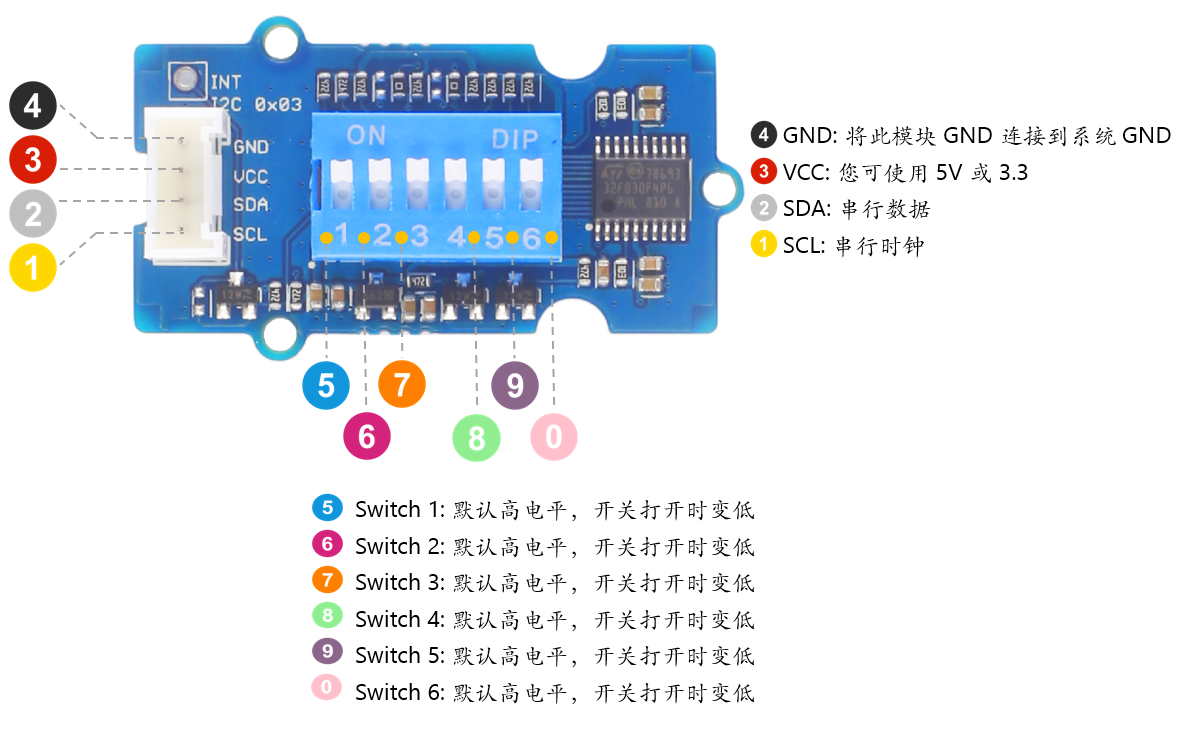 INT
I2C 0x03
4
3
2
1
GND
VCC
SDA
SCL
ON DIP
1 2 3 4 5 6
78693
32F030F4P6
PHL 830 A
472
4 GND: 将此模块 GND 连接到系统 GND
3 VCC: 您可使用 5V 或 3.3
2 SDA: 串行数据
1 SCL: 串行时钟
5
6
7
8
9
0
5 Switch 1: 默认高电平，开关打开时变低
6 Switch 2: 默认高电平，开关打开时变低
7 Switch 3: 默认高电平，开关打开时变低
8 Switch 4: 默认高电平，开关打开时变低
9 Switch 5: 默认高电平，开关打开时变低
0 Switch 6: 默认高电平，开关打开时变低